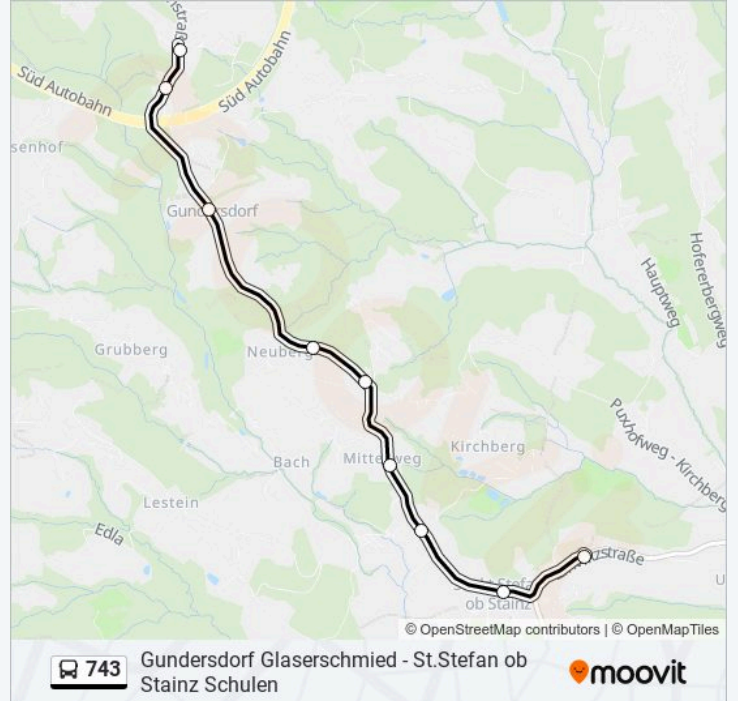 Süd Autobahn
Süd Autobahn
Gundersdorf
Hauptweg
Hofererbergweg
Grubberg
Neuberg
Puxhofweg - Kirchberg
Kirchberg
Bach
Mitterweg
Lestein
Edla
ob Stainz
© OpenStreetMap contributors | © OpenMapTiles
743
Gundersdorf Glaserschmied - St.Stefan ob
Stainz Schulen
moovit